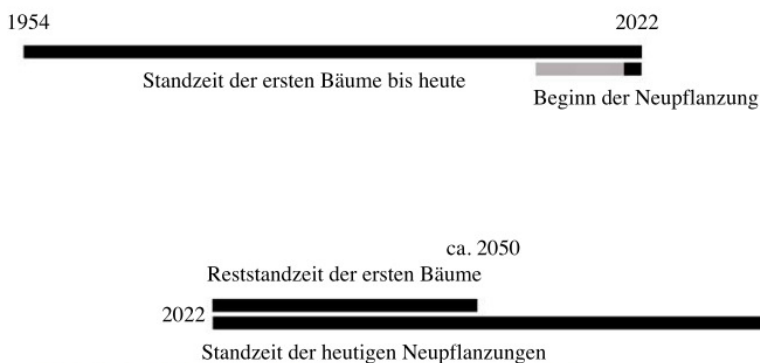 1954
2022
Standzeit der ersten Bäume bis heute
Beginn der Neupflanzung
ca. 2050
Reststandzeit der ersten Bäume
2022
Standzeit der heutigen Neupflanzungen